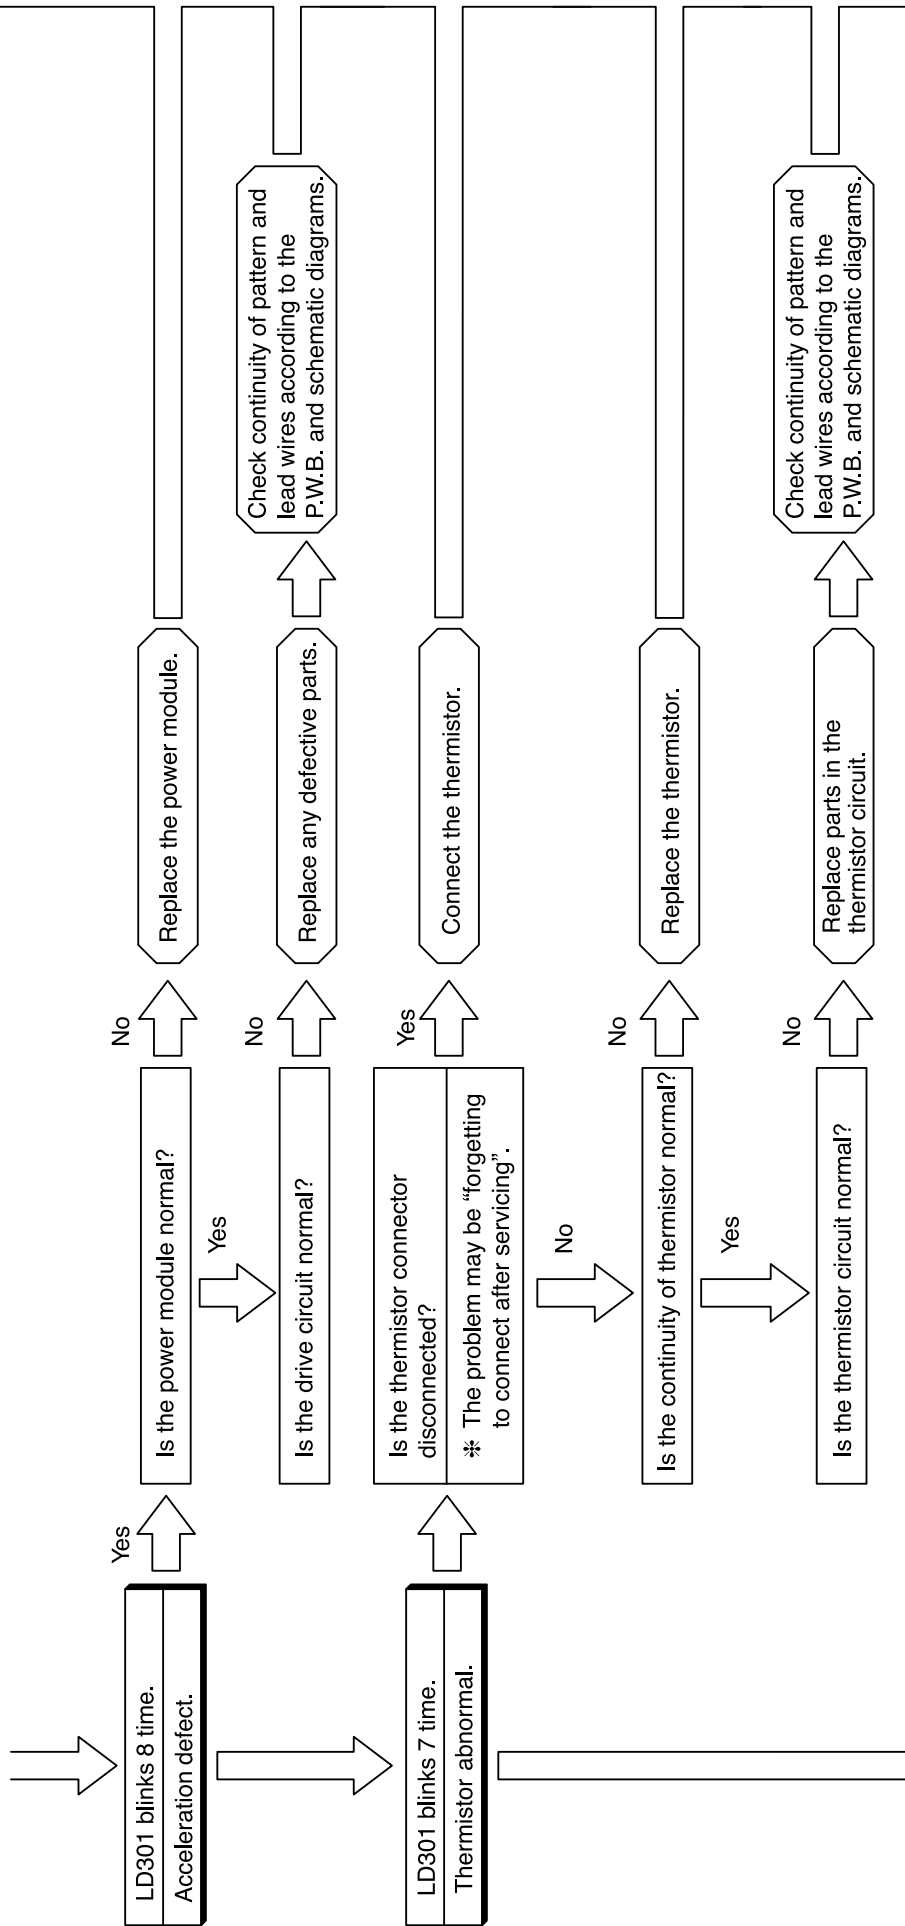 LD301 blinks 8 time.
Acceleration defect.
Yes
Is the power module normal?
No
Replace the power module.
Yes
Is the drive circuit normal?
No
Replace any defective parts.
Check continuity of pattern and
lead wires according to the
P.W.B. and schematic diagrams.
LD301 blinks 7 time.
Thermistor abnormal.
Is the thermistor connector
disconnected?
❉ The problem may be “forgetting
to connect after servicing”.
Yes
Connect the thermistor.
No
Is the continuity of thermistor normal?
No
Replace the thermistor.
Yes
Is the thermistor circuit normal?
No
Replace parts in the
thermistor circuit.
Check continuity of pattern and
lead wires according to the
P.W.B. and schematic diagrams.